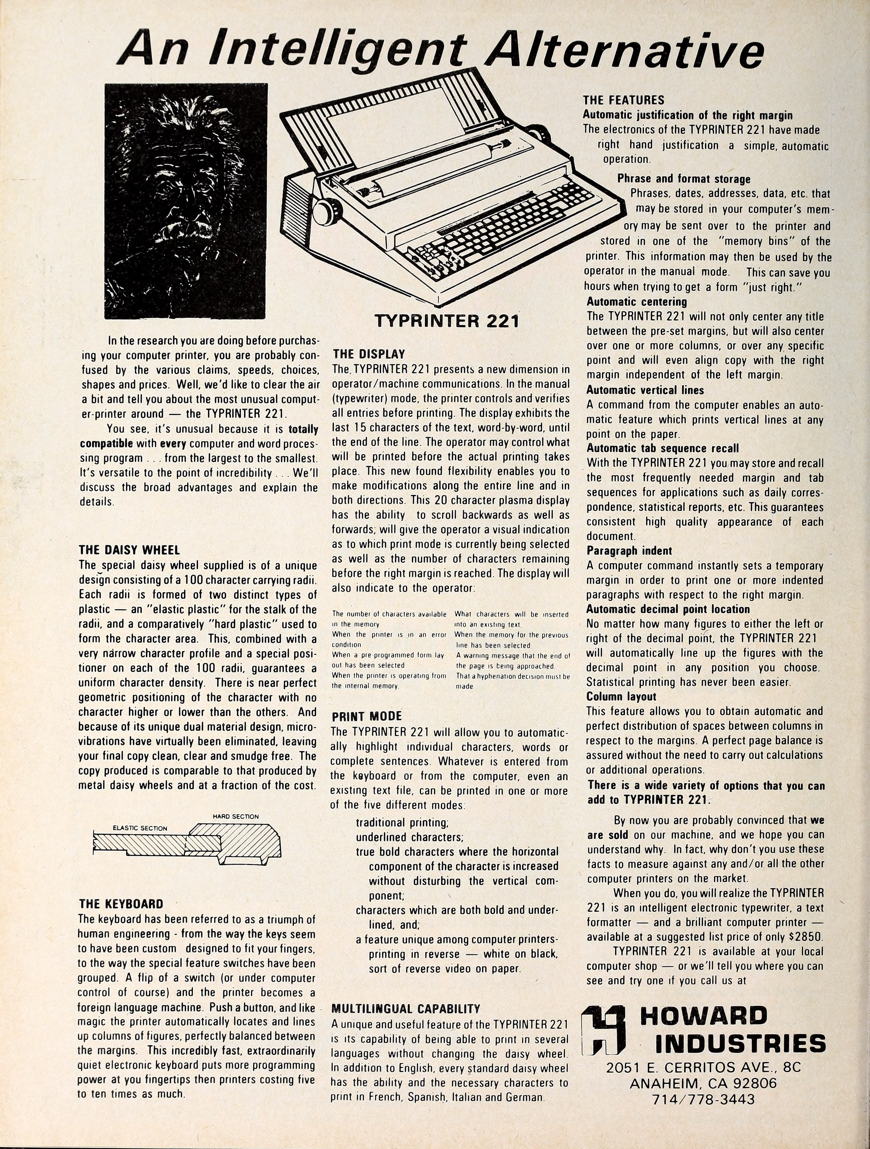 An Intelligent Alternative
TYPRINTER 221
In the research you are doing before purchas-
ing your computer printer, you are probably con-
fused by the various claims, speeds, choices,
shapes and prices. Well, we'd like to clear the air
a bit and tell you about the most unusual comput-
er-printer around — the TYPRINTER 221.
You see, it's unusual because it is totally
compatible with every computer and word proces-
sing program . . . from the largest to the smallest.
It's versatile to the point of incredibility . . . We'll
discuss the broad advantages and explain the
details.
THE DAISY WHEEL
The special daisy wheel supplied is of a unique
design consisting of a 100 character carrying radii.
Each radii is formed of two distinct types of
plastic — an "elastic plastic" for the stalk of the
radii, and a comparatively "hard plastic" used to
form the character area. This, combined with a
very narrow character profile and a special posi-
tioner on each of the 100 radii, guarantees a
uniform character density. There is near perfect
geometric positioning of the character with no
character higher or lower than the others. And
because of its unique dual material design, micro-
vibrations have virtually been eliminated, leaving
your final copy clean, clear and smudge free. The
copy produced is comparable to that produced by
metal daisy wheels and at a fraction of the cost.
HARD SECTION
ELASTIC SECTION
THE KEYBOARD
The keyboard has been referred to as a triumph of
human engineering - from the way the keys seem
to have been custom designed to fit your fingers,
to the way the special feature switches have been
grouped. A flip of a switch (or under computer
control of course) and the printer becomes a
foreign language machine. Push a button, and like
magic the printer automatically locates and lines
up columns of figures, perfectly balanced between
the margins. This incredibly fast, extraordinarily
quiet electronic keyboard puts more programming
power at you fingertips then printers costing five
to ten times as much.
THE DISPLAY
The TYPRINTER 221 presents a new dimension in
operator/machine communications. In the manual
(typewriter) mode, the printer controls and verifies
all entries before printing. The display exhibits the
last 15 characters of the text, word-by-word, until
the end of the line. The operator may control what
will be printed before the actual printing takes
place. This new found flexibility enables you to
make modifications along the entire line and in
both directions. This 20 character plasma display
has the ability to scroll backwards as well as
forwards; will give the operator a visual indication
as to which print mode is currently being selected
as well as the number of characters remaining
before the right margin is reached. The display will
also indicate to the operator:
The number of characters available
in the memory
When the printer is in an error
condition
When a pre programmed form lay
out has been selected
When the printer is operating from
the internal memory.
What characters will be inserted
into an existing text
When the memory for the previous
line has been selected
A warning message that the end of
the page is being approached.
That a hyphenation decision must be
made
PRINT MODE
The TYPRINTER 221 will allow you to automatic-
ally highlight individual characters, words or
complete sentences. Whatever is entered from
the keyboard or from the computer, even an
existing text file, can be printed in one or more
of the five different modes:
traditional printing;
underlined characters;
true bold characters where the horizontal
component of the character is increased
without disturbing the vertical com-
ponent;
characters which are both bold and under-
lined, and;
a feature unique among computer printers-
printing in reverse — white on black,
sort of reverse video on paper.
MULTILINGUAL CAPABILITY
A unique and useful feature of the TYPRINTER 221
is its capability of being able to print in several
languages without changing the daisy wheel.
In addition to English, every standard daisy wheel
has the ability and the necessary characters to
print in French, Spanish, Italian and German.
THE FEATURES
Automatic justification of the right margin
The electronics of the TYPRINTER 221 have made
right hand justification a simple, automatic
operation.
Phrase and format storage
Phrases, dates, addresses, data, etc. that
may be stored in your computer's mem-
ory may be sent over to the printer and
stored in one of the "memory bins" of the
printer. This information may then be used by the
operator in the manual mode. This can save you
hours when trying to get a form "just right."
Automatic centering
The TYPRINTER 221 will not only center any title
between the pre-set margins, but will also center
over one or more columns, or over any specific
point and will even align copy with the right
margin independent of the left margin.
Automatic vertical lines
A command from the computer enables an auto-
matic feature which prints vertical lines at any
point on the paper.
Automatic tab sequence recall
With the TYPRINTER 221 you may store and recall
the most frequently needed margin and tab
sequences for applications such as daily corres-
pondence, statistical reports, etc. This guarantees
consistent high quality appearance of each
document.
Paragraph indent
A computer command instantly sets a temporary
margin in order to print one or more indented
paragraphs with respect to the right margin.
Automatic decimal point location
No matter how many figures to either the left or
right of the decimal point, the TYPRINTER 221
will automatically line up the figures with the
decimal point in any position you choose.
Statistical printing has never been easier.
Column layout
This feature allows you to obtain automatic and
perfect distribution of spaces between columns in
respect to the margins. A perfect page balance is
assured without the need to carry out calculations
or additional operations.
There is a wide variety of options that you can
add to TYPRINTER 221.
By now you are probably convinced that we
are sold on our machine, and we hope you can
understand why. In fact, why don't you use these
facts to measure against any and/or all the other
computer printers on the market.
When you do, you will realize the TYPRINTER
221 is an intelligent electronic typewriter, a text
formatter — and a brilliant computer printer —
available at a suggested list price of only $2850.
TYPRINTER 221 is available at your local
computer shop — or we'll tell you where you can
see and try one if you call us at
HOWARD
INDUSTRIES
2051 E. CERRITOS AVE., 8C
ANAHEIM, CA 92806
714/778-3443